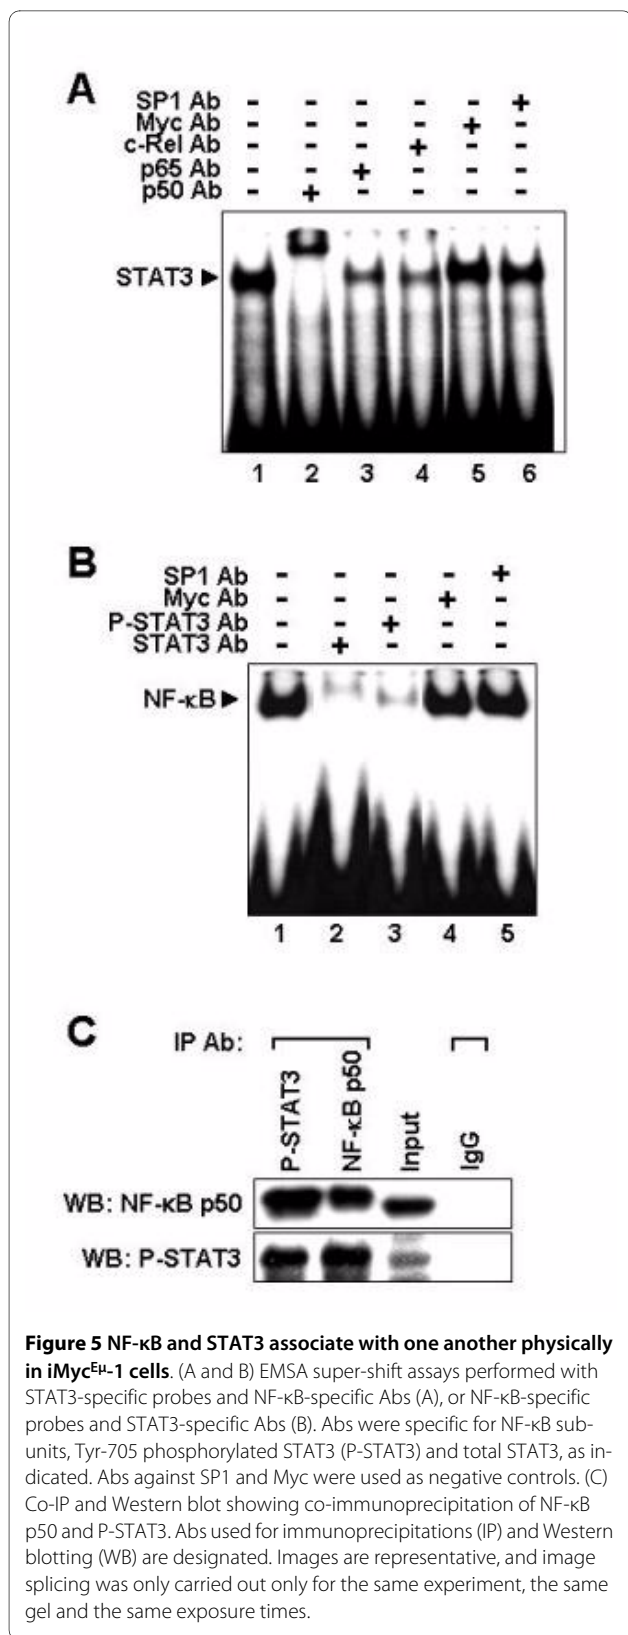 A
SP1 Ab - - - - - +
Myc Ab - - - - + -
c-Rel Ab - - - + - -
p65 Ab - - + - - -
p50 Ab - + - - - -
STAT3
1 2 3 4 5 6
B
SP1 Ab - - - - +
Myc Ab - - - + -
P-STAT3 Ab - - + - -
STAT3 Ab - + - - -
NF-κB
1 2 3 4 5
C
IP Ab:
P-STAT3
NF-κB p50
Input
IgG
WB: NF-κB p50
WB: P-STAT3
Figure 5 NF-κB and STAT3 associate with one another physically
in iMycEμ-1 cells. (A and B) EMSA super-shift assays performed with
STAT3-specific probes and NF-κB-specific Abs (A), or NF-κB-specific
probes and STAT3-specific Abs (B). Abs were specific for NF-κB sub-
units, Tyr-705 phosphorylated STAT3 (P-STAT3) and total STAT3, as in-
dicated. Abs against SP1 and Myc were used as negative controls. (C)
Co-IP and Western blot showing co-immunoprecipitation of NF-κB
p50 and P-STAT3. Abs used for immunoprecipitations (IP) and Western
blotting (WB) are designated. Images are representative, and image
splicing was only carried out only for the same experiment, the same
gel and the same exposure times.